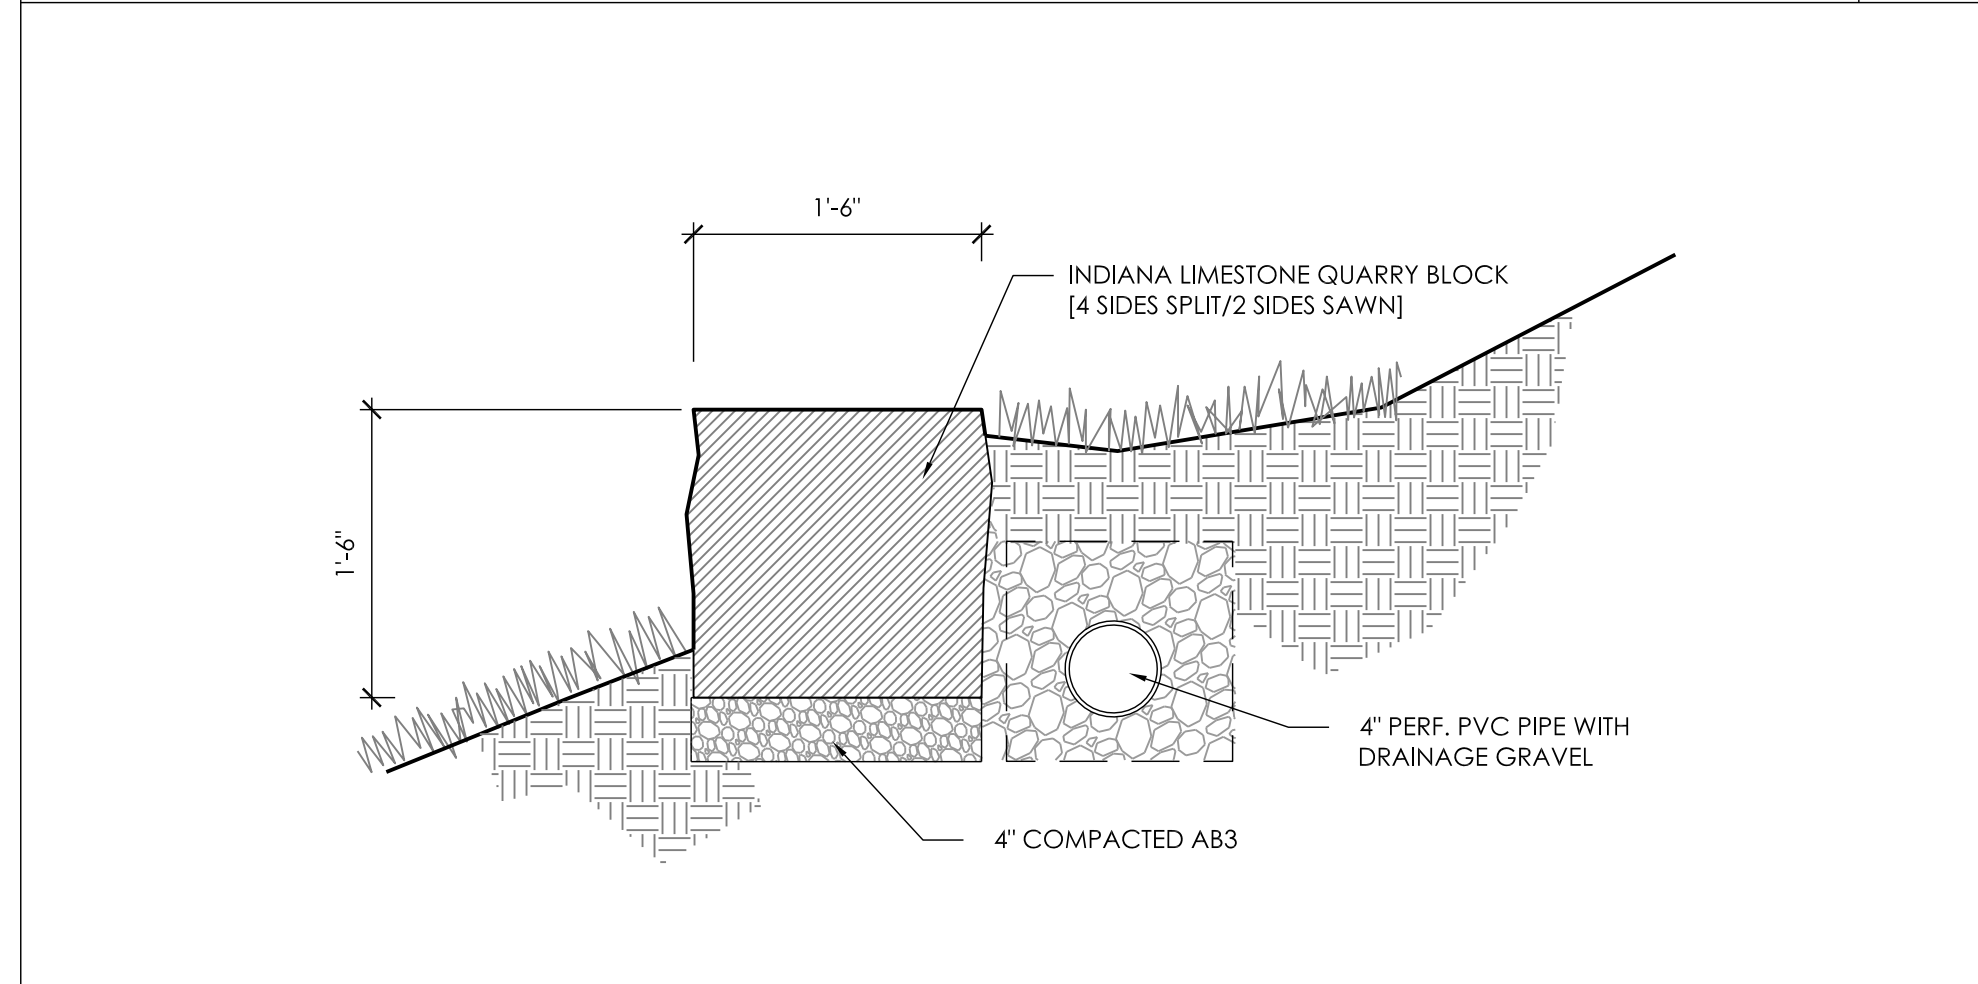 1'-6"
INDIANA LIMESTONE QUARRY BLOCK
[4 SIDES SPLIT/2 SIDES SAWN]
1'-6"
4" PERF. PVC PIPE WITH
DRAINAGE GRAVEL
4" COMPACTED AB3